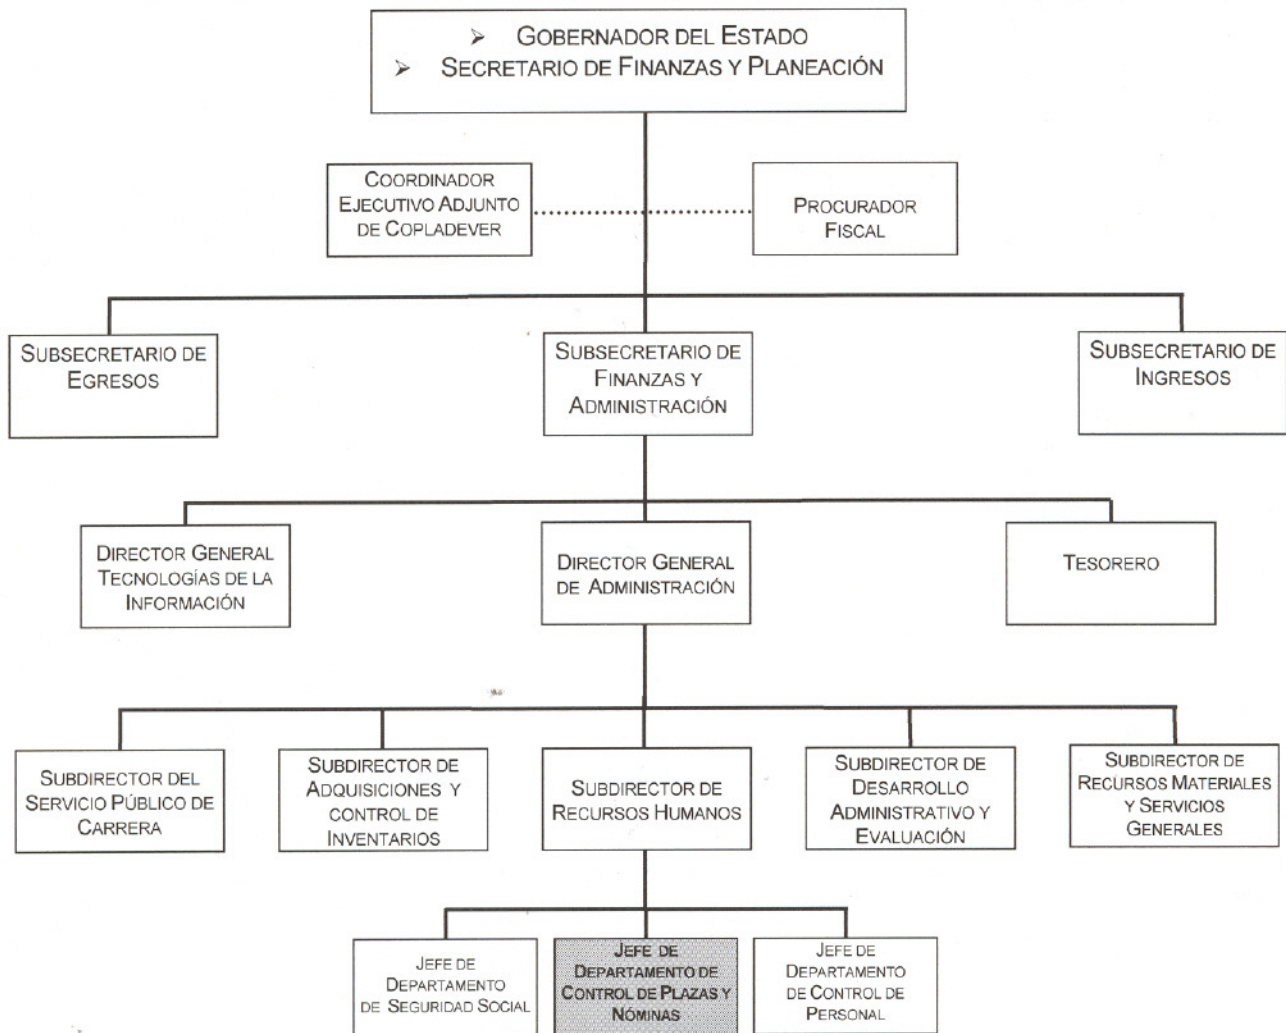 ➢ GOBERNADOR DEL ESTADO
➢ SECRETARIO DE FINANZAS Y PLANEACIÓN
COORDINADOR
EJECUTIVO ADJUNTO
DE COPLADEVER
PROCURADOR
FISCAL
SUBSECRETARIO DE
EGRESOS
SUBSECRETARIO DE
FINANZAS Y
ADMINISTRACIÓN
SUBSECRETARIO DE
INGRESOS
DIRECTOR GENERAL
TECNOLOGÍAS DE LA
INFORMACIÓN
DIRECTOR GENERAL
DE ADMINISTRACIÓN
TESORERO
SUBDIRECTOR DEL
SERVICIO PÚBLICO DE
CARRERA
SUBDIRECTOR DE
ADQUISICIONES Y
CONTROL DE
INVENTARIOS
SUBDIRECTOR DE
RECURSOS HUMANOS
SUBDIRECTOR DE
DESARROLLO
ADMINISTRATIVO Y
EVALUACIÓN
SUBDIRECTOR DE
RECURSOS MATERIALES
Y SERVICIOS
GENERALES
JEFE DE
DEPARTAMENTO
DE SEGURIDAD SOCIAL
JEFE DE
DEPARTAMENTO DE
CONTROL DE PLAZAS Y
NÓMINAS
JEFE DE
DEPARTAMENTO
DE CONTROL DE
PERSONAL